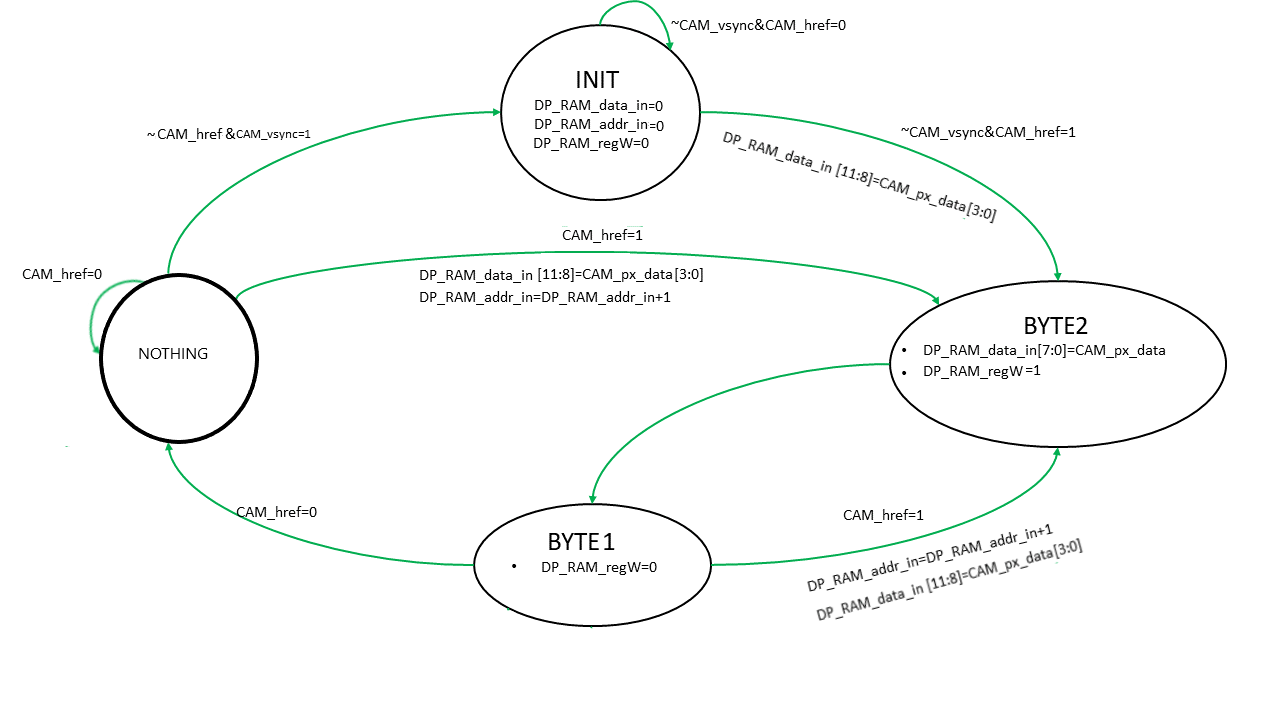 ~CAM_vsync&CAM_href=0
INIT
DP_RAM_data_in=0
DP_RAM_addr_in=0
DP_RAM_regW=0
~CAM_href &CAM_vsync=1
~CAM_vsync&CAM_href=1
DP_RAM_data_in [11:8]=CAM_px_data[3:0]
CAM_href=1
DP_RAM_data_in [11:8]=CAM_px_data[3:0]
DP_RAM_addr_in=DP_RAM_addr_in+1
CAM_href=0
NOTHING
BYTE2
• DP_RAM_data_in[7:0]=CAM_px_data
• DP_RAM_regW=1
CAM_href=0
BYTE1
• DP_RAM_regW=0
CAM_href=1
DP_RAM_addr_in=DP_RAM_addr_in+1
DP_RAM_data_in [11:8]=CAM_px_data[3:0]